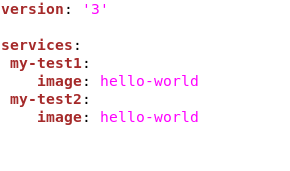 version: '3'

services:
 my-test1:
    image: hello-world
 my-test2:
    image: hello-world